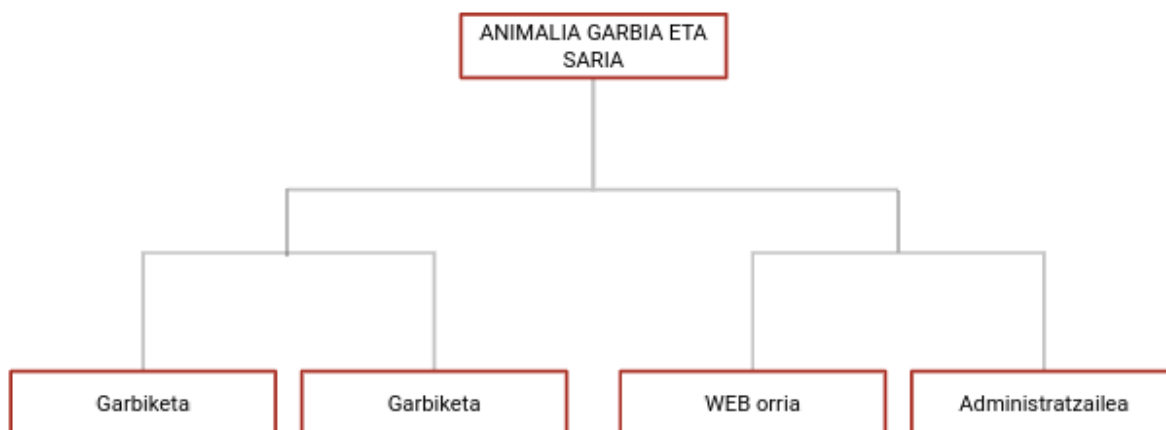 ANIMALIA GARBIA ETA
SARIA
Garbiketa
Garbiketa
WEB orria
Administratzailea